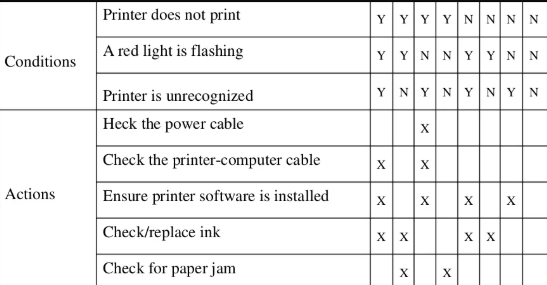 Printer does not print Y Y Y Y N N N N
Conditions A red light is flashing Y Y N N Y Y N N
Printer is unrecognized Y N Y N Y N Y N
Heck the power cable X
Check the printer-computer cable X X
Actions Ensure printer software is installed X X X X
Check/replace ink X X X X
Check for paper jam X X